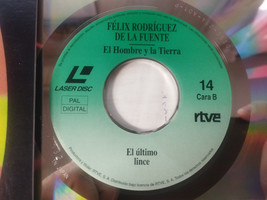 FÉLIX RODRÍGUEZ
DE LA FUENTE
El Hombre y la Tierra
LASER DISC
PAL
DIGITAL
14
Cara B
rtve
El último
lince